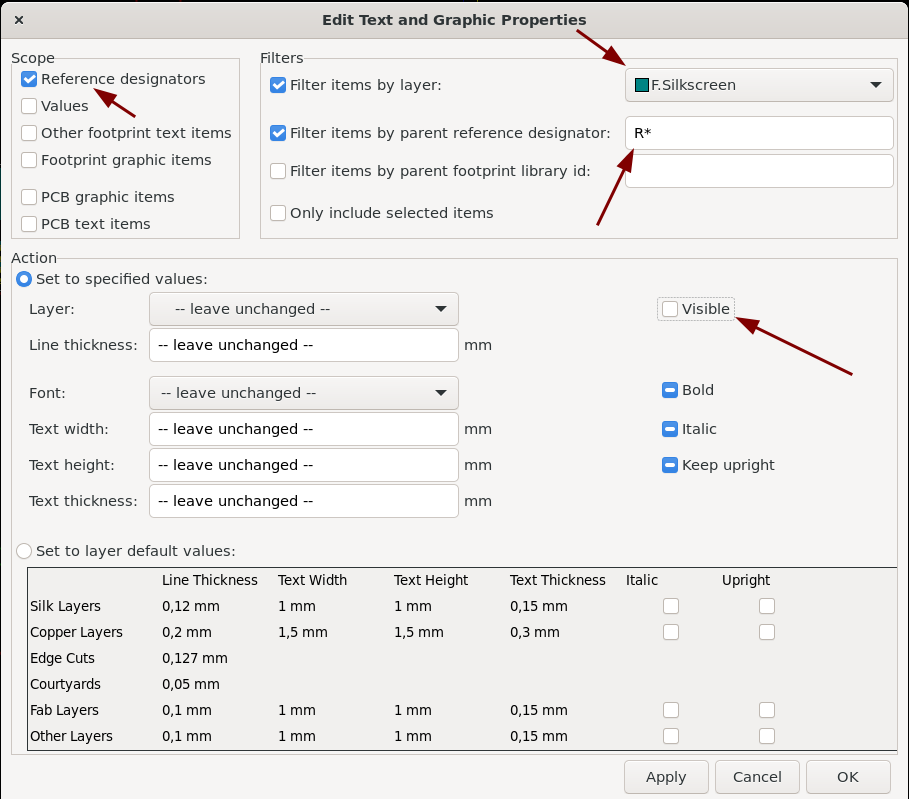 Edit Text and Graphic Properties
Scope
Reference designators
Values
Other footprint text items
Footprint graphic items
PCB graphic items
PCB text items
Filters
Filter items by layer: F.Silkscreen
Filter items by parent reference designator: R*
Filter items by parent footprint library id:
Only include selected items
Action
Set to specified values:
Layer: -- leave unchanged -- Visible
Line thickness: -- leave unchanged -- mm
Font: -- leave unchanged -- Bold
Text width: -- leave unchanged -- mm Italic
Text height: -- leave unchanged -- mm Keep upright
Text thickness: -- leave unchanged -- mm
Set to layer default values:
Line Thickness Text Width Text Height Text Thickness Italic Upright
Silk Layers 0,12 mm 1 mm 1 mm 0,15 mm
Copper Layers 0,2 mm 1,5 mm 1,5 mm 0,3 mm
Edge Cuts 0,127 mm
Courtyards 0,05 mm
Fab Layers 0,1 mm 1 mm 1 mm 0,15 mm
Other Layers 0,1 mm 1 mm 1 mm 0,15 mm
Apply Cancel OK